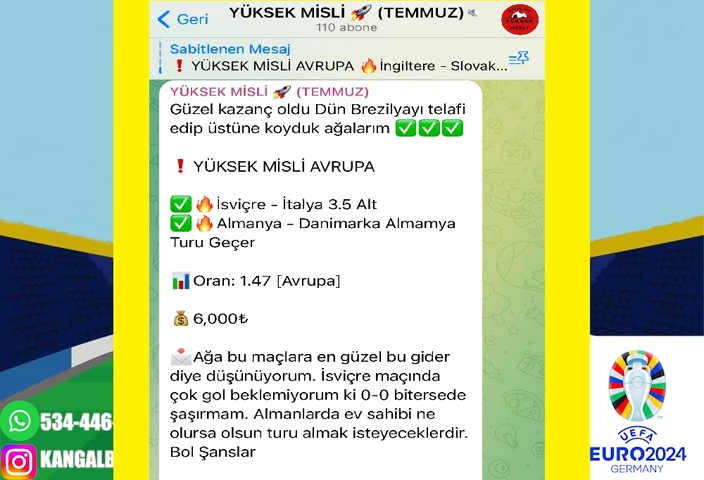 Geri
YÜKSEK MİSLİ 🚀 (TEMMUZ)
110 abone
YÜKSEK
MİSLİ
Sabitlenen Mesaj
❗ YÜKSEK MİSLİ AVRUPA 🔥İngiltere - Slovak...
YÜKSEK MİSLİ 🚀 (TEMMUZ)
Güzel kazanç oldu Dün Brezilyayı telafi
edip üstüne koyduk ağalarım ✅✅✅
❗ YÜKSEK MİSLİ AVRUPA
✅🔥İsviçre - İtalya 3.5 Alt
✅🔥Almanya - Danimarka Almamya
Turu Geçer
📊Oran: 1.47 [Avrupa]
💰6,000₺
📩Ağa bu maçlara en güzel bu gider
diye düşünüyorum. İsviçre maçında
çok gol beklemiyorum ki 0-0 bitersede
şaşırmam. Almanlarda ev sahibi ne
olursa olsun turu almak isteyeceklerdir.
Bol Şanslar
534-446-
KANGALB
UEFA
EURO2024
GERMANY